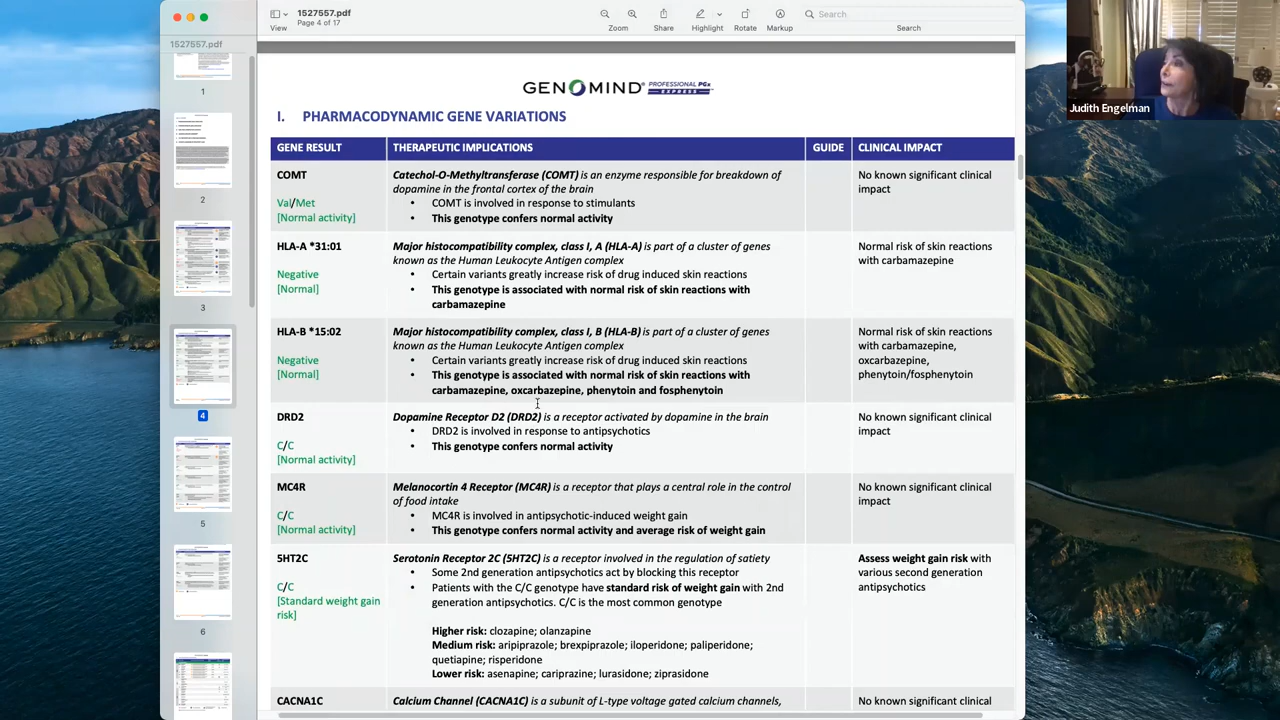 1527557.pdf
Page 4 of 17
View
Zoom
Share
Highlight
Rotate
Markup
Search
Search
1527557.pdf
1
2
3
4
5
6
Judith Engelman
GENOMIND® PROFESSIONAL PGx EXPRESS™
I. PHARMACODYNAMIC GENE VARIATIONS
GENE RESULT THERAPEUTIC IMPLICATIONS GUIDE CLINICAL IMPACT
COMT
Val/Met
[Normal activity]
Catechol-O-Methyltransferase (COMT) is an enzyme responsible for breakdown of
dopamine in the frontal cortex of the brain
• COMT is involved in response to stimulants
• This genotype confers normal activity
No known significant clinical
impact
HLA-A *31:01
Negative
[Normal]
Major histocompatibility complex, class I, A (HLA-A) is part of a cluster of genes
known as the Human Leukocyte Antigen complex
• Certain variants greatly increase risk of drug-induced skin reactions
• This genotype is associated with normal risk of skin reactions with
carbamazepine
Normal risk of skin reactions
with carbamazepine
HLA-B *15:02
Negative
[Normal]
Major histocompatibility complex, class I, B (HLA-B) is part of a cluster of genes
known as the Human Leukocyte Antigen complex
• Certain variants greatly increase risk of drug-induced skin reactions
• This genotype is associated with normal risk of skin reactions with
carbamazepine, oxcarbazepine, phenytoin and fosphenytoin
Normal risk of skin reactions
with carbamazepine,
oxcarbazepine,
phenytoin/fosphenytoin
DRD2
C/C
[Normal activity]
Dopamine Receptor D2 (DRD2) is a receptor activated by dopamine in the brain
• DRD2 is involved in response to antipsychotics
• This genotype confers normal activity
No known significant clinical
impact
MC4R
C/C
[Normal activity]
Melanocortin 4 Receptor (MC4R) is a receptor that plays a central role in the control
of food intake
• MC4R is involved in antipsychotic-induced weight gain
• This genotype confers normal activity and average risk of weight gain
No known significant clinical
impact
5HT2C
C/C
[Standard weight gain
risk]
Serotonin Receptor 2C (5HT2C) is a receptor involved in regulation of satiety
• Some 2nd generation antipsychotics act by blocking this receptor
• Patients with the C/C genotype have standard risk of weight gain with 2nd
generation antipsychotics. C/C is the most common genotype
Higher risk: clozapine; olanzapine
Medium risk: aripiprazole; brexpiprazole; iloperidone; paliperidone;
quetiapine; risperidone
Lower risk: asenapine; cariprazine; lurasidone; ziprasidone
Assess weight gain risk with
various second generation
antipsychotics
CACNA1C
Calcium Channel (CACNA1C) is a subunit of L-type voltage gated calcium channels,
No known significant clinical